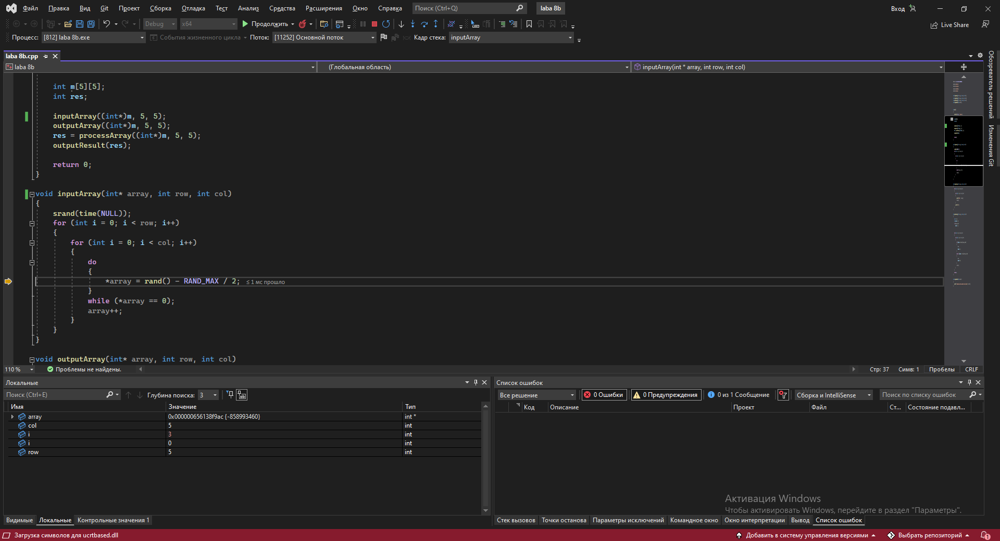 Файл Правка Вид Git Проект Сборка Отладка Тест Анализ Средства Расширения Окно Справка Поиск (Ctrl+Q) laba 8b Вход
Debug x64 Продолжить Live Share
Процесс: [812] laba 8b.exe События жизненного цикла Поток: [11252] Основной поток Кадр стека: inputArray
laba 8b.cpp
laba 8b (Глобальная область) inputArray(int * array, int row, int col)
int m[5][5];
int res;
inputArray((int*)m, 5, 5);
outputArray((int*)m, 5, 5);
res = processArray((int*)m, 5, 5);
outputResult(res);
return 0;
}
void inputArray(int* array, int row, int col)
{
srand(time(NULL));
for (int i = 0; i < row; i++)
{
for (int i = 0; i < col; i++)
{
do
{
*array = rand() - RAND_MAX / 2; ≤ 1 мс прошло
}
while (*array == 0);
array++;
}
}
}
void outputArray(int* array, int row, int col)
110 % Проблемы не найдены. Стр: 37 Симв: 1 Пробелы CRLF
Обозреватель решений
Изменения Git
Локальные
Поиск (Ctrl+E) Глубина поиска: 3
Имя Значение Тип
array 0x000000656138f9ac {-858993460} int *
col 5 int
i 3 int
i 0 int
row 5 int
Видимые Локальные Контрольные значения 1
Список ошибок
Все решение 0 Ошибки 0 Предупреждения 0 из 1 Сообщение Сборка и IntelliSense Поиск по списку ошибок
Код Описание Проект Файл Ст... Состояние подавл...
Активация Windows
Чтобы активировать Windows, перейдите в раздел "Параметры".
Стек вызовов Точки останова Параметры исключений Командное окно Окно интерпретации Вывод Список ошибок
Загрузка символов для ucrtbased.dll Добавить в систему управления версиями Выбрать репозиторий 1